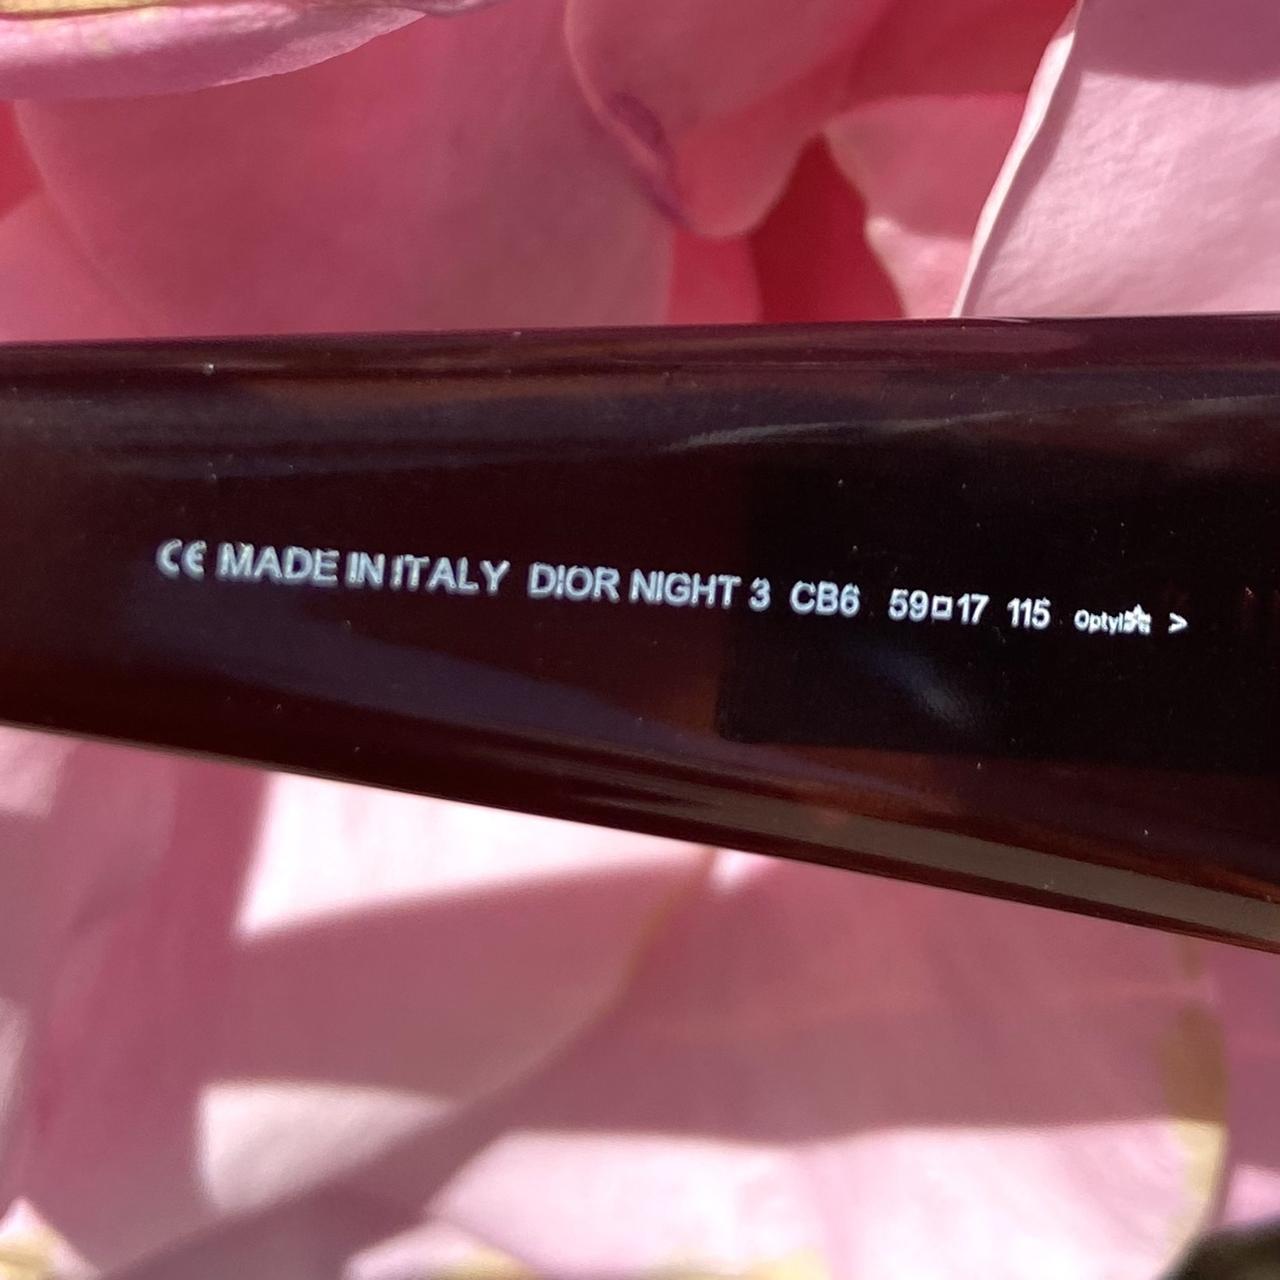 CE MADE IN ITALY DIOR NIGHT 3 CB6 59□17 115 Optyl >